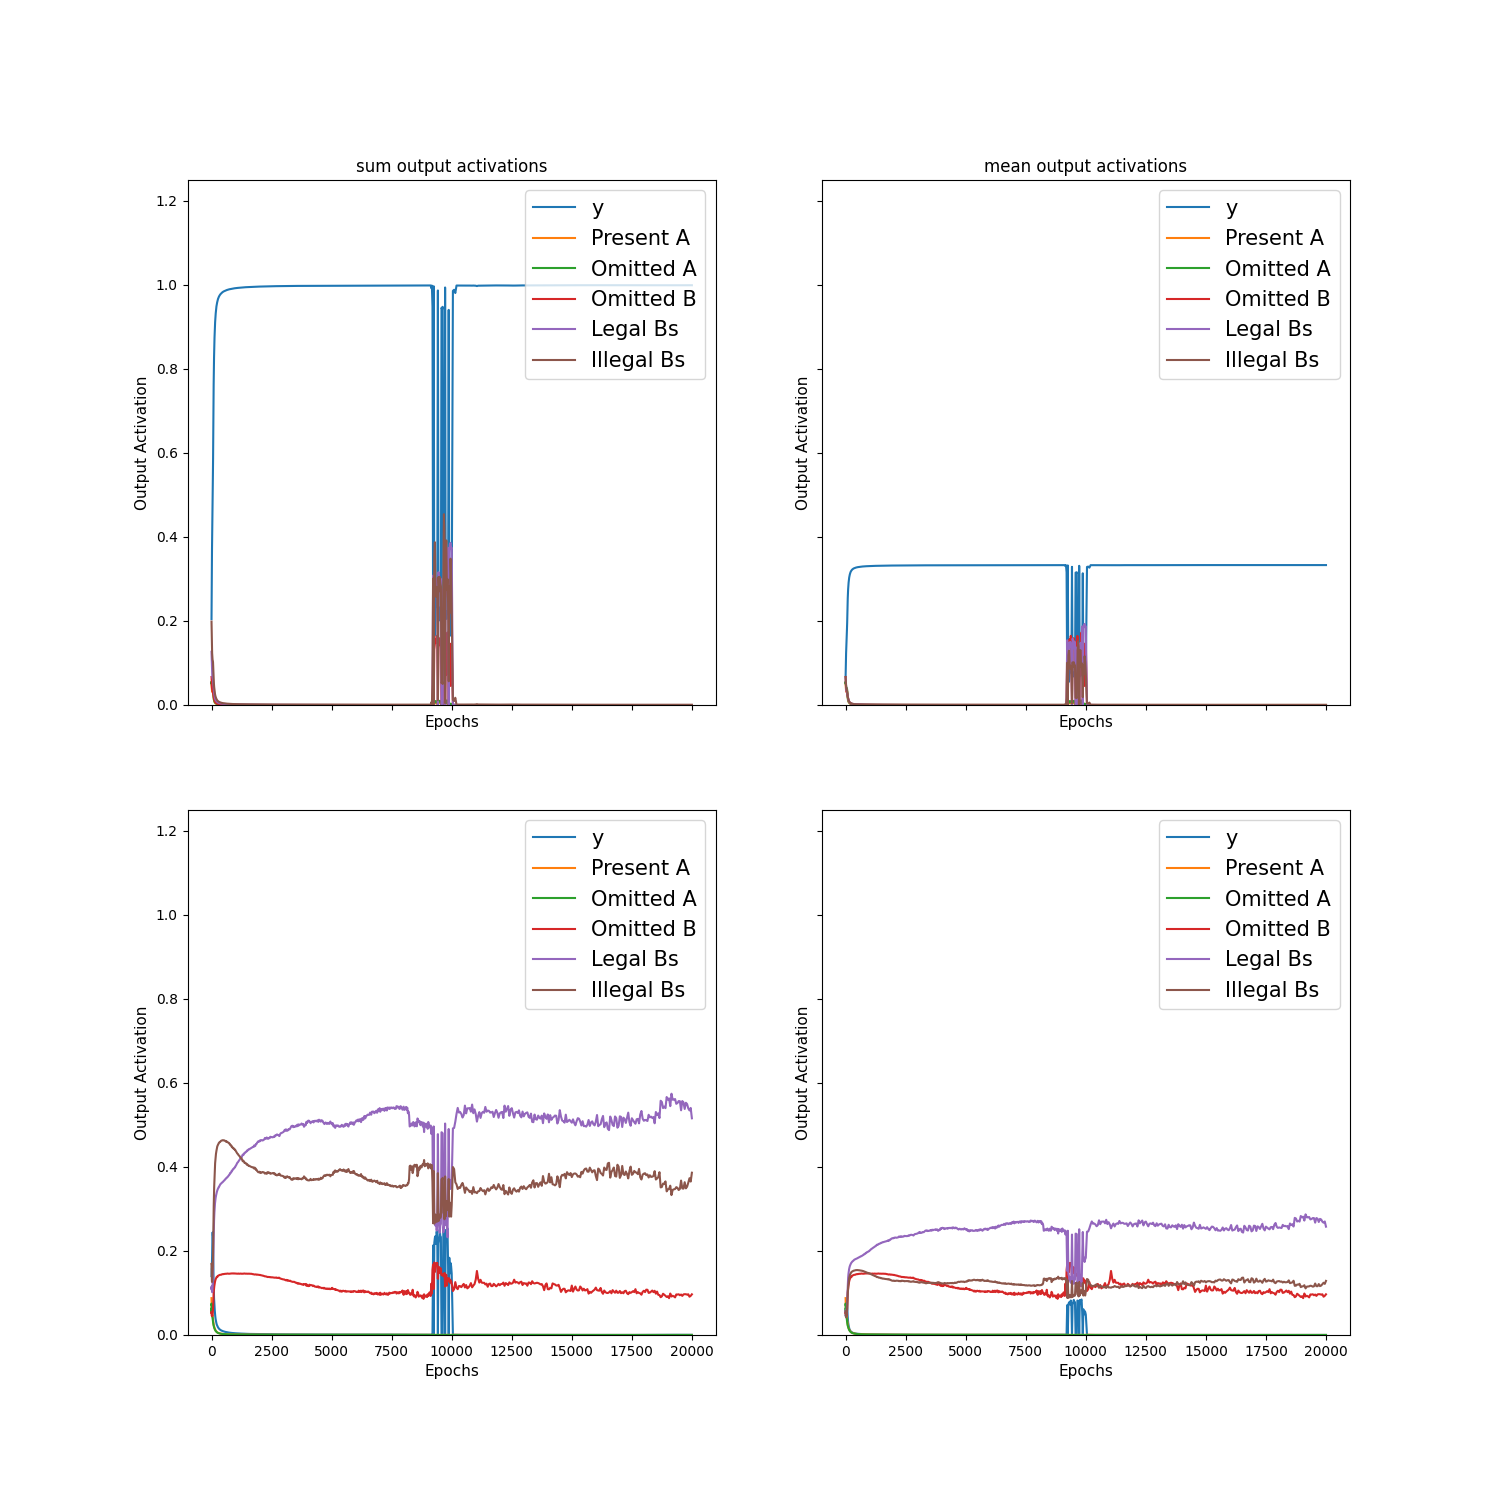 sum output activations
1.2
1.0
0.8
0.6
0.4
0.2
0.0
Output Activation
Epochs
y
Present A
Omitted A
Omitted B
Legal Bs
Illegal Bs
mean output activations
Output Activation
Epochs
y
Present A
Omitted A
Omitted B
Legal Bs
Illegal Bs
1.2
1.0
0.8
0.6
0.4
0.2
0.0
Output Activation
0 2500 5000 7500 10000 12500 15000 17500 20000
Epochs
y
Present A
Omitted A
Omitted B
Legal Bs
Illegal Bs
Output Activation
0 2500 5000 7500 10000 12500 15000 17500 20000
Epochs
y
Present A
Omitted A
Omitted B
Legal Bs
Illegal Bs